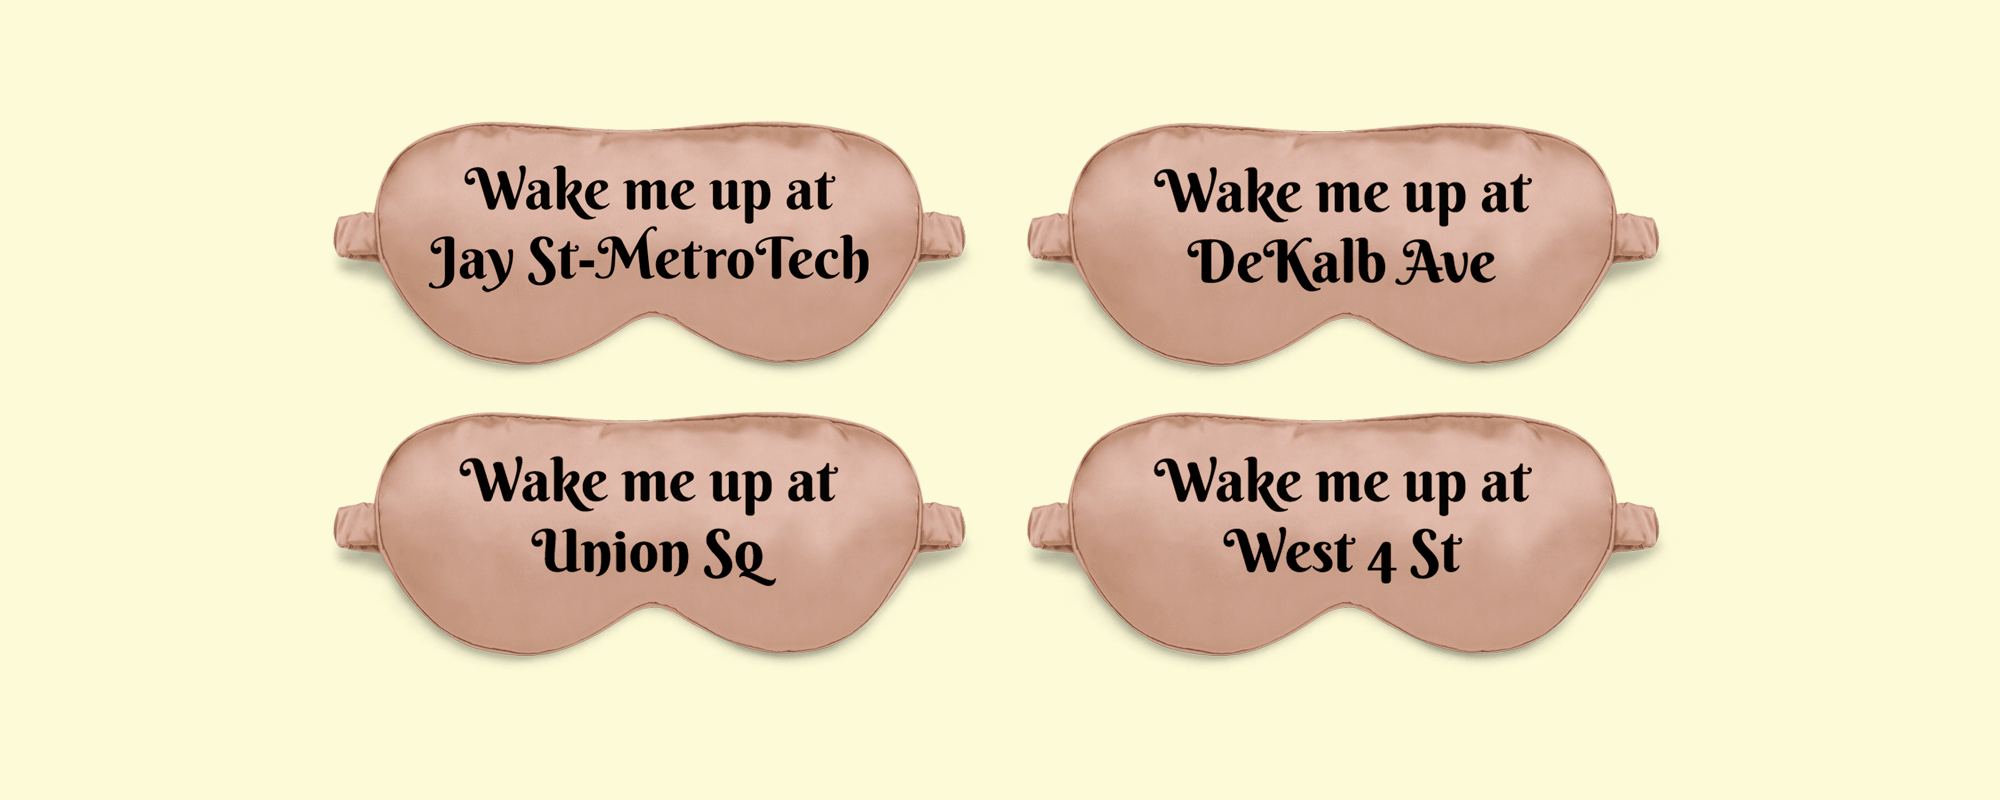 Wake me up at
Jay St-MetroTech
Wake me up at
DeKalb Ave
Wake me up at
Union Sq
Wake me up at
West 4 St